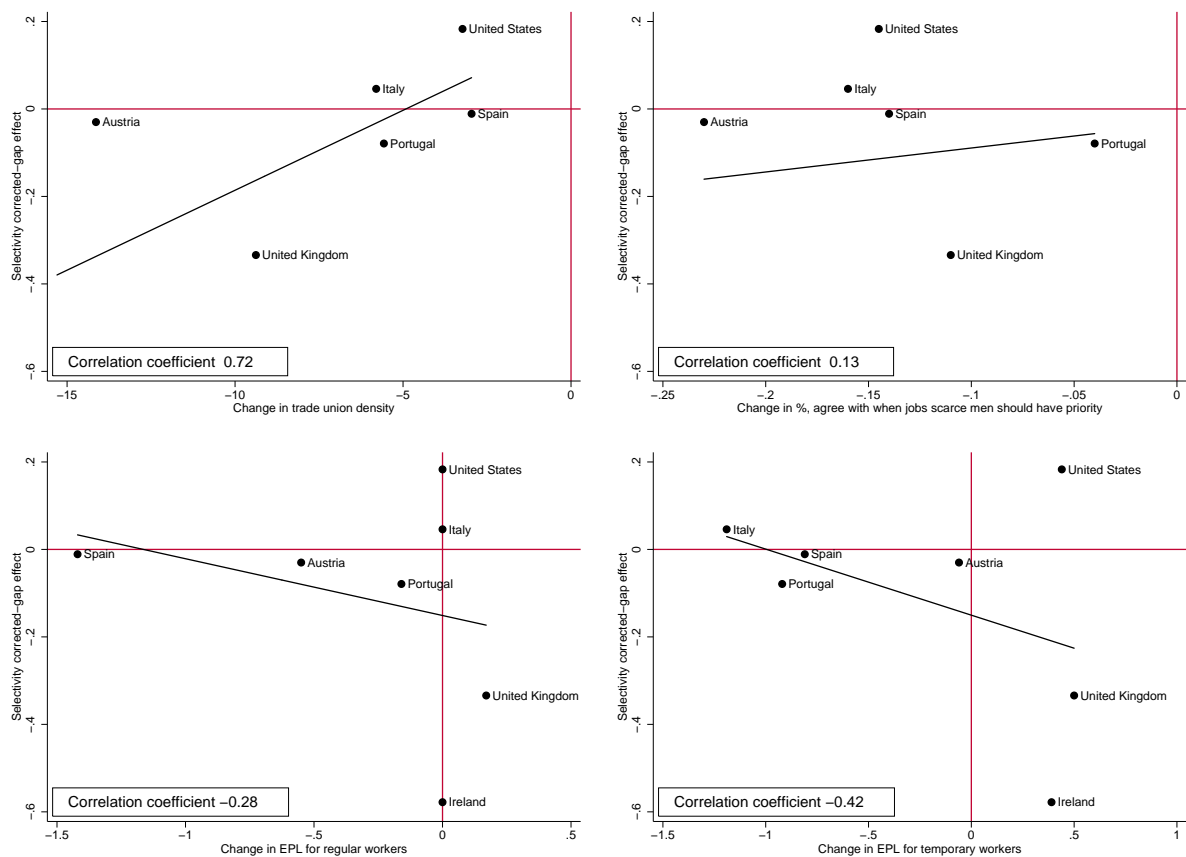 .2
0
−.2
−.4
−.6
Selectivity corrected−gap effect
United States
Italy
Spain
Austria
Portugal
United Kingdom
Correlation coefficient 0.72
−15
−10
−5
0
Change in trade union density
.2
0
−.2
−.4
−.6
Selectivity corrected−gap effect
United States
Italy
Spain
Austria
Portugal
United Kingdom
Correlation coefficient 0.13
−.25
−.2
−.15
−.1
−.05
0
Change in %, agree with when jobs scarce men should have priority
.2
0
−.2
−.4
−.6
Selectivity corrected−gap effect
United States
Italy
Spain
Austria
Portugal
United Kingdom
Ireland
Correlation coefficient −0.28
−1.5
−1
−.5
0
.5
Change in EPL for regular workers
.2
0
−.2
−.4
−.6
Selectivity corrected−gap effect
United States
Italy
Spain
Austria
Portugal
United Kingdom
Ireland
Correlation coefficient −0.42
−1.5
−1
−.5
0
.5
1
Change in EPL for temporary workers